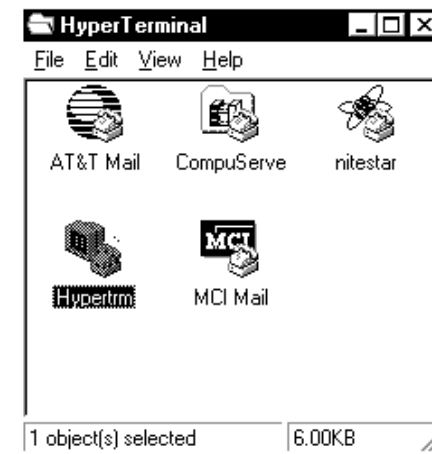 HyperTerminal
File Edit View Help
AT&T Mail CompuServe nitestar
MCI
Hypertrm MCI Mail
1 object(s) selected 6.00KB